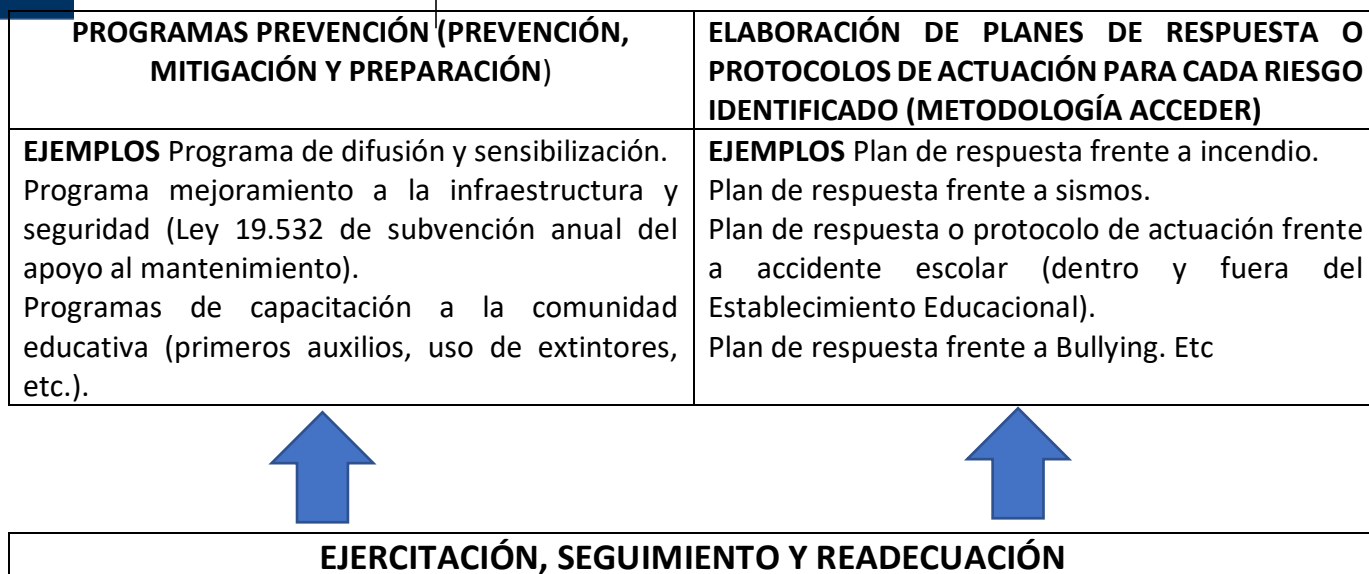 PROGRAMAS PREVENCIÓN (PREVENCIÓN,
MITIGACIÓN Y PREPARACIÓN)
ELABORACIÓN DE PLANES DE RESPUESTA O
PROTOCOLOS DE ACTUACIÓN PARA CADA RIESGO
IDENTIFICADO (METODOLOGÍA ACCEDER)
EJEMPLOS Programa de difusión y sensibilización.
Programa mejoramiento a la infraestructura y
seguridad (Ley 19.532 de subvención anual del
apoyo al mantenimiento).
Programas de capacitación a la comunidad
educativa (primeros auxilios, uso de extintores,
etc.).
EJEMPLOS Plan de respuesta frente a incendio.
Plan de respuesta frente a sismos.
Plan de respuesta o protocolo de actuación frente
a accidente escolar (dentro y fuera del
Establecimiento Educacional).
Plan de respuesta frente a Bullying. Etc
EJERCITACIÓN, SEGUIMIENTO Y READECUACIÓN